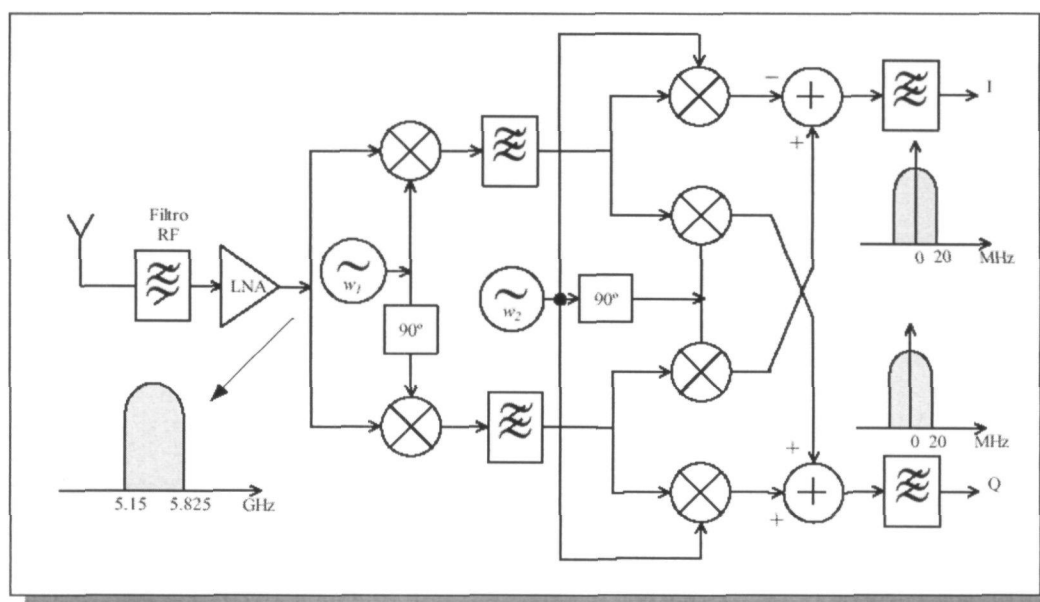 Filtro
RF
LNA
w1
90º
w2
90º
−
+
+
+
+
+
I
0 20 MHz
0 20 MHz
Q
5.15 5.825 GHz